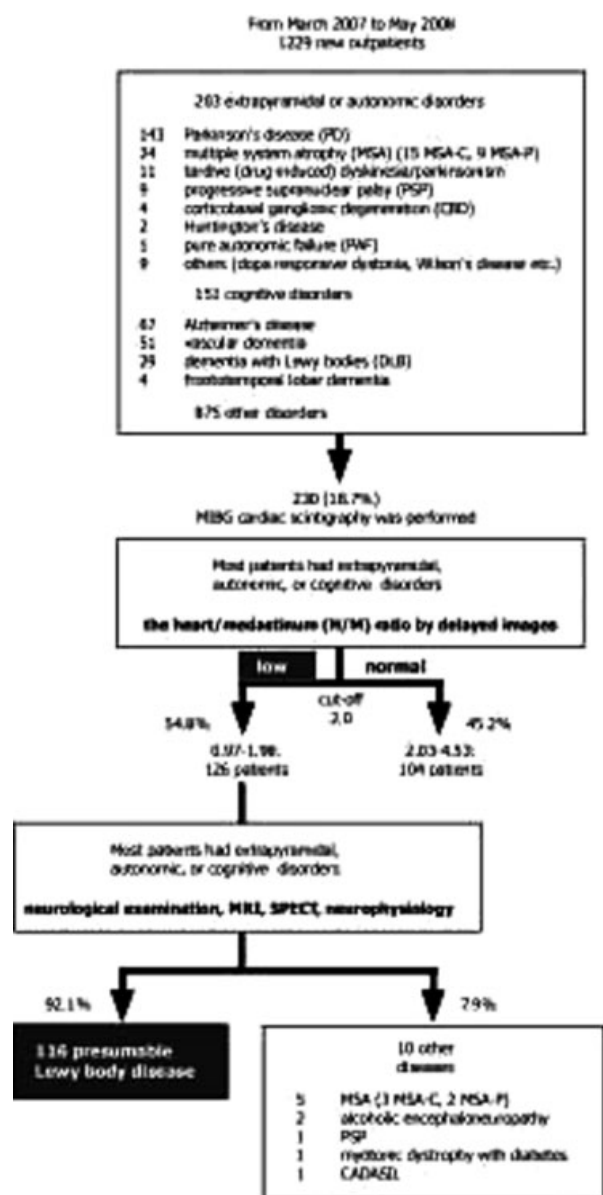 From March 2007 to May 2008
1229 new outpatients
203 extrapyramidal or autonomic disorders
143 Parkinson's disease (PD)
multiple system atrophy (MSA) (15 MSA-C, 9 MSA-P)
11 tardive (drug induced) dyskinesia/parkinsonism
9 progressive supranuclear palsy (PSP)
4 corticobasal ganglionic degeneration (CBD)
2 Huntington's disease
pure autonomic failure (PAF)
9 others (dopa responsive dystonia, Wilson's disease etc.)
cognitive disorders
Alzheimer's disease
51 vascular dementia
29 dementia with Lewy bodies (DLB)
4 frontotemporal lobar dementia
875 other disorders
230 (18.7%)
MIBG cardiac scintigraphy was performed
Most patients had extrapyramidal,
autonomic, or cognitive disorders
the heart/mediastinum (H/M) ratio by delayed images
low normal
cut-off
2.0
54.8% 45.2%
0.97-1.98: 2.03-4.53:
126 patients 104 patients
Most patients had extrapyramidal,
autonomic, or cognitive disorders
neurological examination, MRI, SPECT, neurophysiology
92.1% 7.9%
116 presumable
Lewy body disease
10 other
diseases
5 MSA (3 MSA-C, 2 MSA-P)
2 alcoholic encephaloneuropathy
1 PSP
1 myotonic dystrophy with diabetes
1 CADASIL